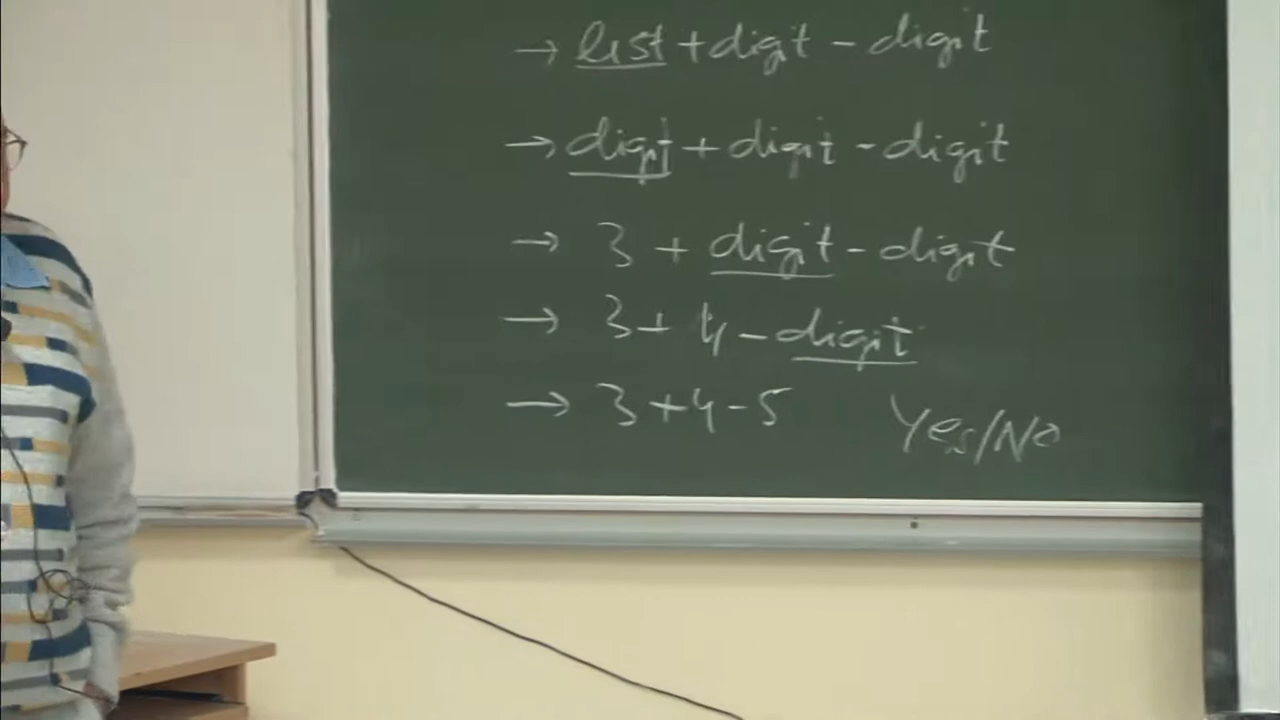 → list + digit - digit
→ digit + digit - digit
→ 3 + digit - digit
→ 3 + 4 - digit
→ 3 + 4 - 5 Yes/No